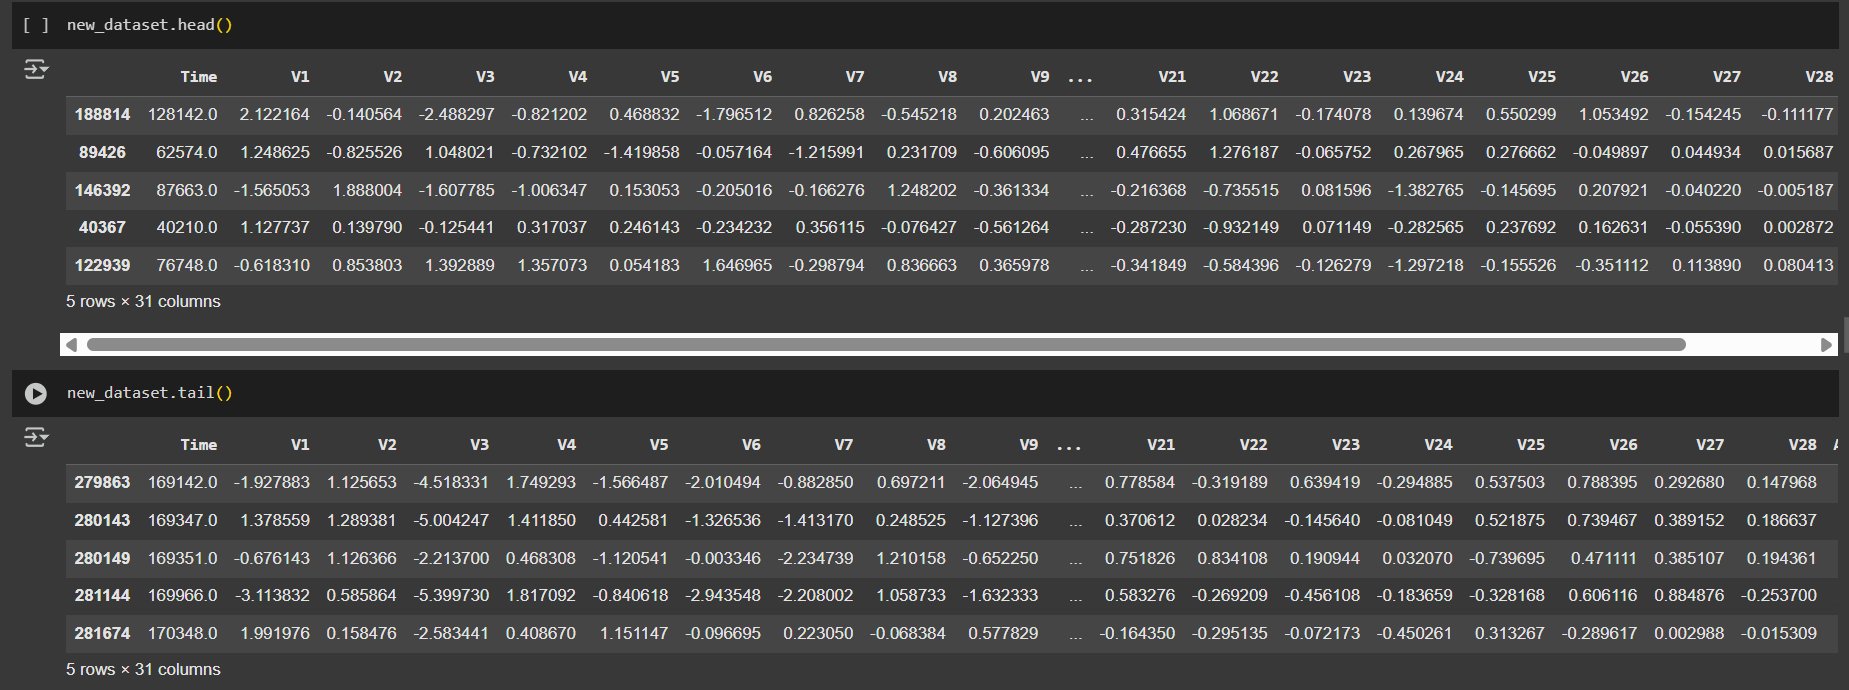 [ ] new_dataset.head()
Time V1 V2 V3 V4 V5 V6 V7 V8 V9 ... V21 V22 V23 V24 V25 V26 V27 V28
188814 128142.0 2.122164 -0.140564 -2.488297 -0.821202 0.468832 -1.796512 0.826258 -0.545218 0.202463 ... 0.315424 1.068671 -0.174078 0.139674 0.550299 1.053492 -0.154245 -0.111177
89426 62574.0 1.248625 -0.825526 1.048021 -0.732102 -1.419858 -0.057164 -1.215991 0.231709 -0.606095 ... 0.476655 1.276187 -0.065752 0.267965 0.276662 -0.049897 0.044934 0.015687
146392 87663.0 -1.565053 1.888004 -1.607785 -1.006347 0.153053 -0.205016 -0.166276 1.248202 -0.361334 ... -0.216368 -0.735515 0.081596 -1.382765 -0.145695 0.207921 -0.040220 -0.005187
40367 40210.0 1.127737 0.139790 -0.125441 0.317037 0.246143 -0.234232 0.356115 -0.076427 -0.561264 ... -0.287230 -0.932149 0.071149 -0.282565 0.237692 0.162631 -0.055390 0.002872
122939 76748.0 -0.618310 0.853803 1.392889 1.357073 0.054183 1.646965 -0.298794 0.836663 0.365978 ... -0.341849 -0.584396 -0.126279 -1.297218 -0.155526 -0.351112 0.113890 0.080413
5 rows × 31 columns
new_dataset.tail()
Time V1 V2 V3 V4 V5 V6 V7 V8 V9 ... V21 V22 V23 V24 V25 V26 V27 V28
279863 169142.0 -1.927883 1.125653 -4.518331 1.749293 -1.566487 -2.010494 -0.882850 0.697211 -2.064945 ... 0.778584 -0.319189 0.639419 -0.294885 0.537503 0.788395 0.292680 0.147968
280143 169347.0 1.378559 1.289381 -5.004247 1.411850 0.442581 -1.326536 -1.413170 0.248525 -1.127396 ... 0.370612 0.028234 -0.145640 -0.081049 0.521875 0.739467 0.389152 0.186637
280149 169351.0 -0.676143 1.126366 -2.213700 0.468308 -1.120541 -0.003346 -2.234739 1.210158 -0.652250 ... 0.751826 0.834108 0.190944 0.032070 -0.739695 0.471111 0.385107 0.194361
281144 169966.0 -3.113832 0.585864 -5.399730 1.817092 -0.840618 -2.943548 -2.208002 1.058733 -1.632333 ... 0.583276 -0.269209 -0.456108 -0.183659 -0.328168 0.606116 0.884876 -0.253700
281674 170348.0 1.991976 0.158476 -2.583441 0.408670 1.151147 -0.096695 0.223050 -0.068384 0.577829 ... -0.164350 -0.295135 -0.072173 -0.450261 0.313267 -0.289617 0.002988 -0.015309
5 rows × 31 columns